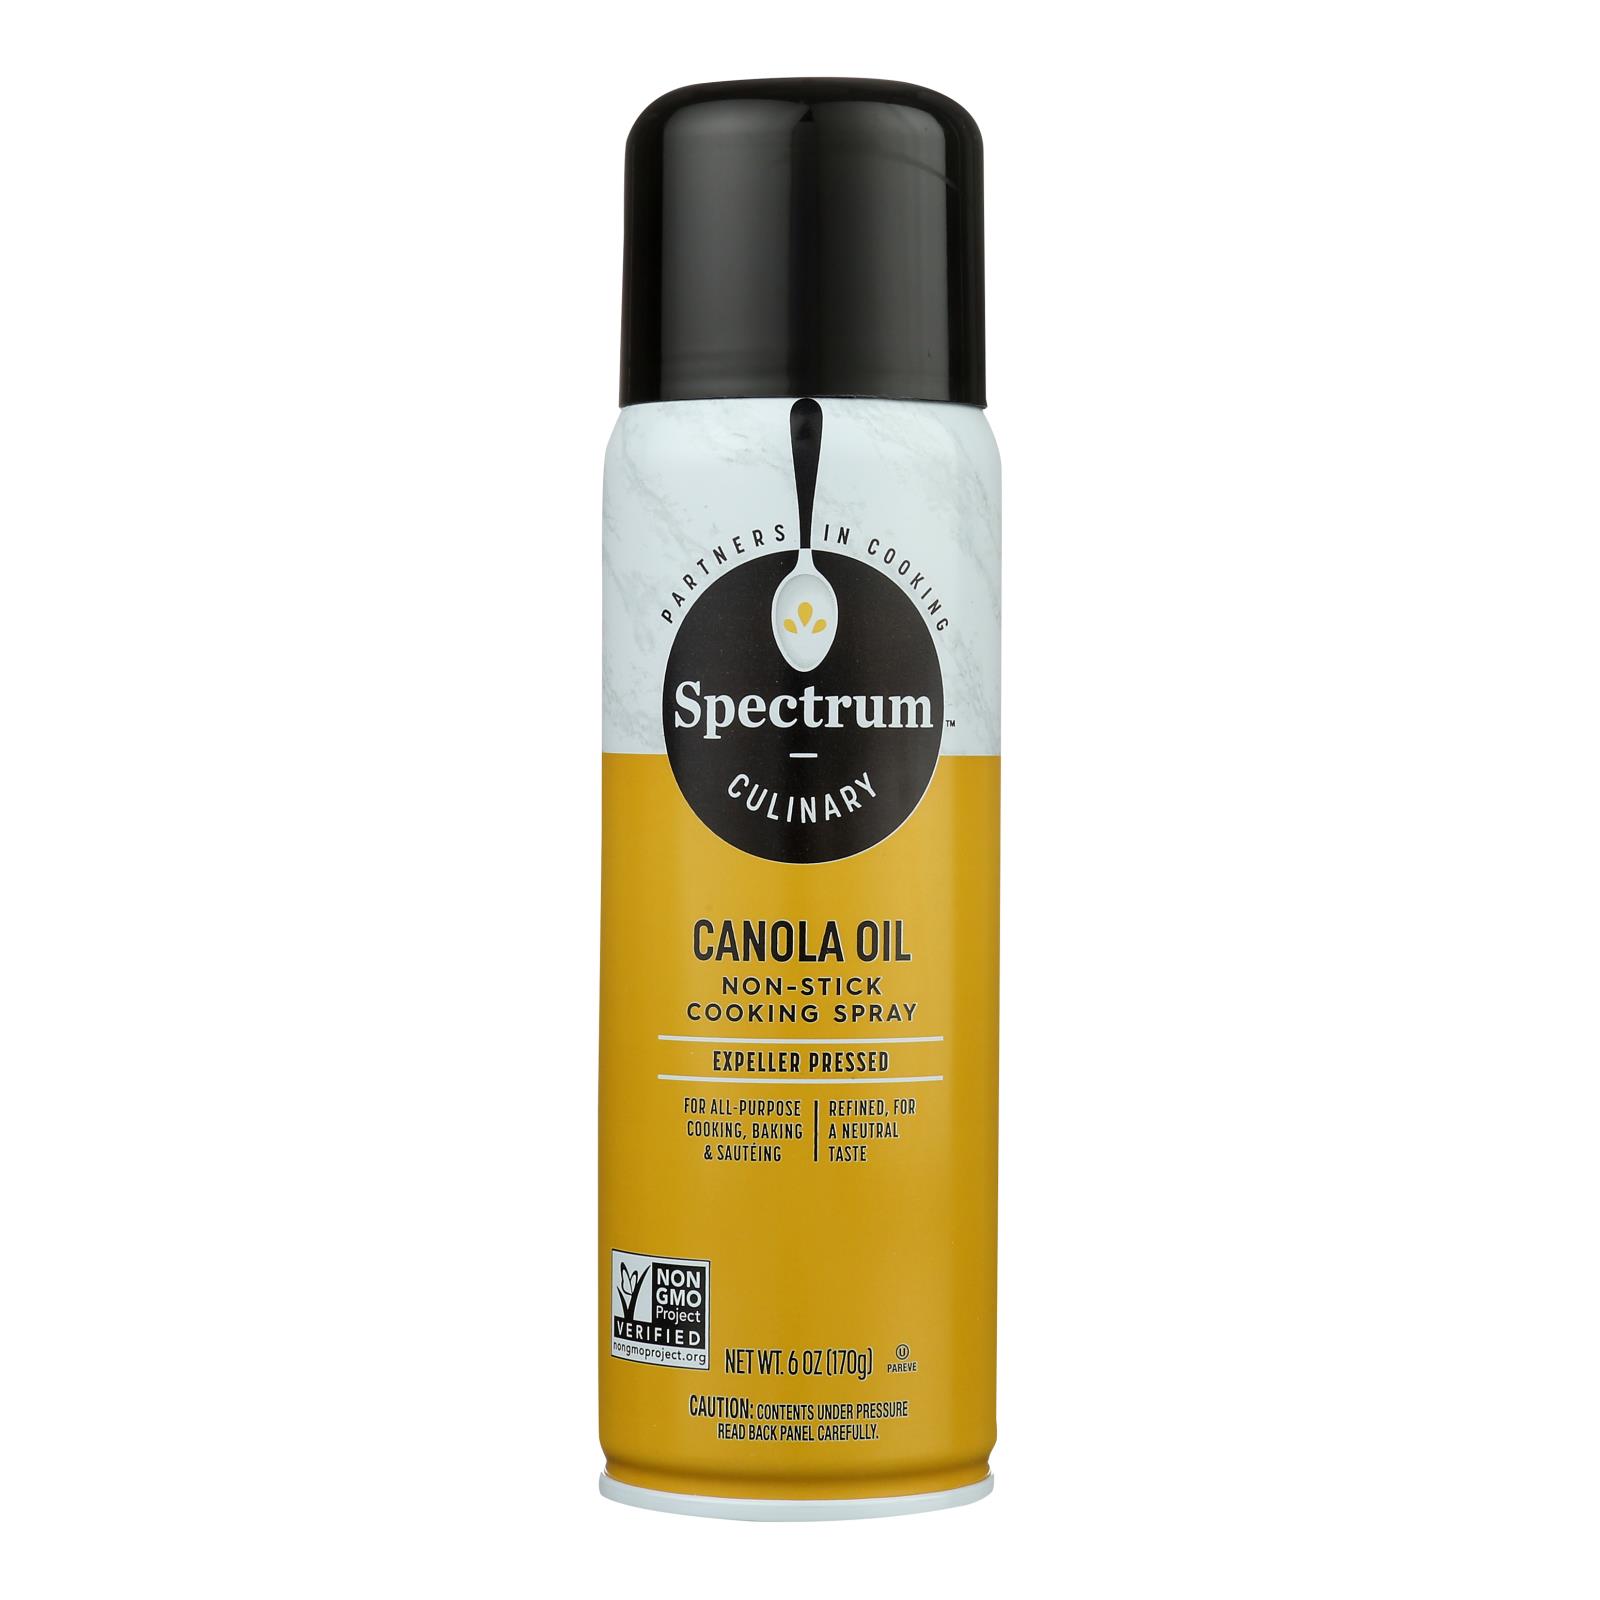 PARTNERS IN COOKING
Spectrum™
CULINARY
CANOLA OIL
NON-STICK
COOKING SPRAY
EXPELLER PRESSED
FOR ALL-PURPOSE
COOKING, BAKING
& SAUTÉING
REFINED, FOR
A NEUTRAL
TASTE
NON
GMO
Project
VERIFIED
nongmoproject.org
NET WT. 6 OZ (170g)
U
PAREVE
CAUTION: CONTENTS UNDER PRESSURE
READ BACK PANEL CAREFULLY.